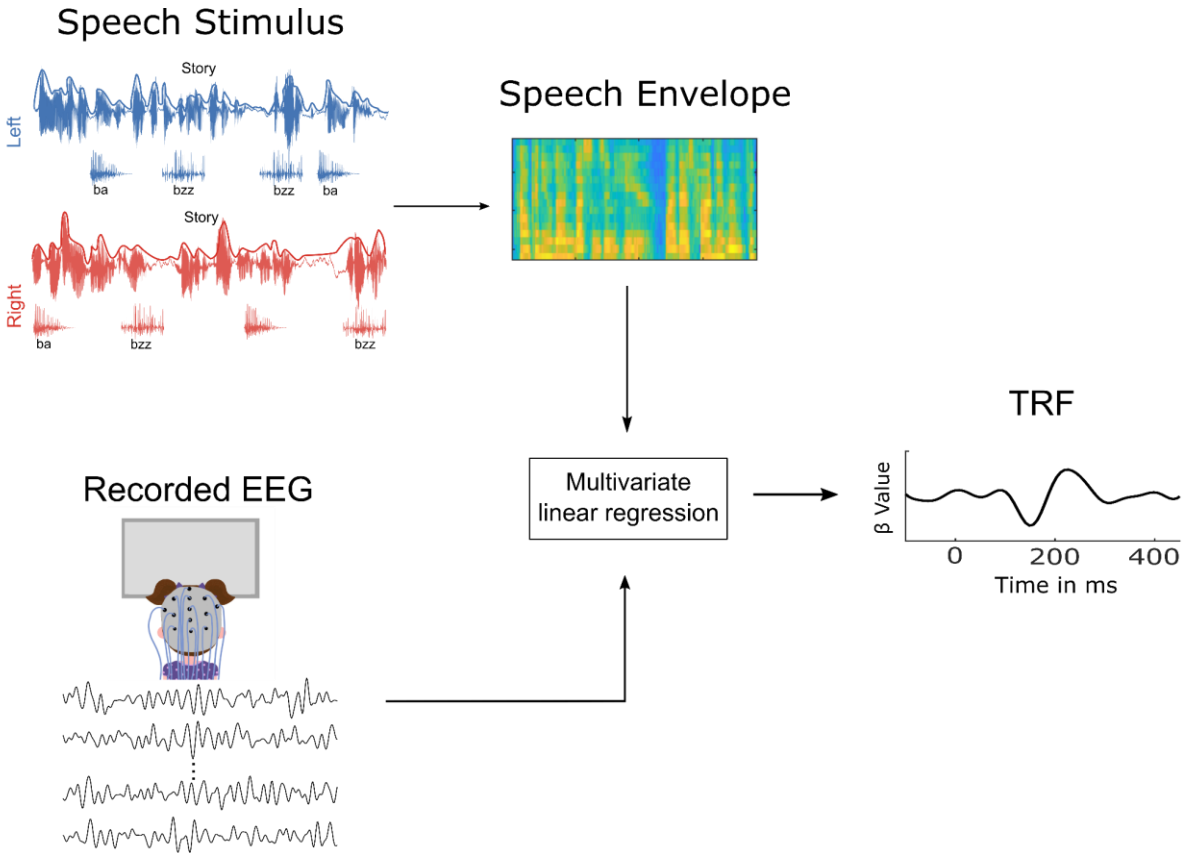 Speech Stimulus
Left
Story
ba
bzz
bzz
ba
Right
Story
ba
bzz
bzz
Speech Envelope
Recorded EEG
Multivariate
linear regression
TRF
β Value
0
200
400
Time in ms